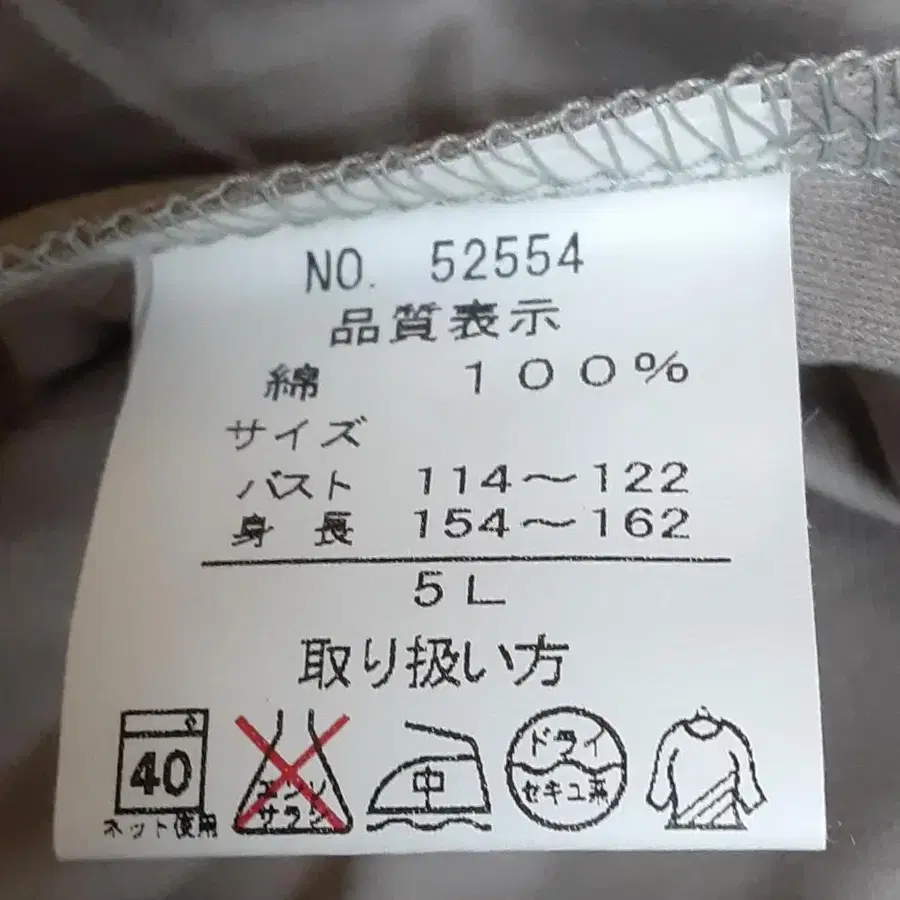 NO. 52554
品質表示
綿 100%
サイズ
バスト 114～122
身長 154～162
5L
取り扱い方
40
ネット使用
エンソ
サラシ
中
ドライ
セキユ系